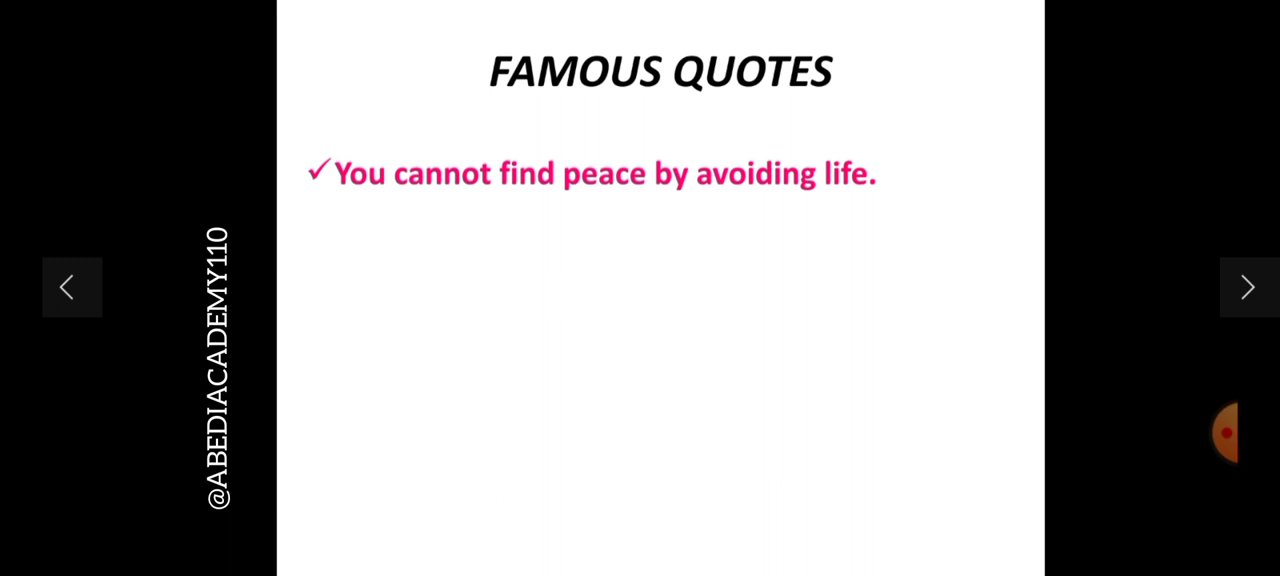 FAMOUS QUOTES
✓You cannot find peace by avoiding life.
@ABEDIACADEMY110